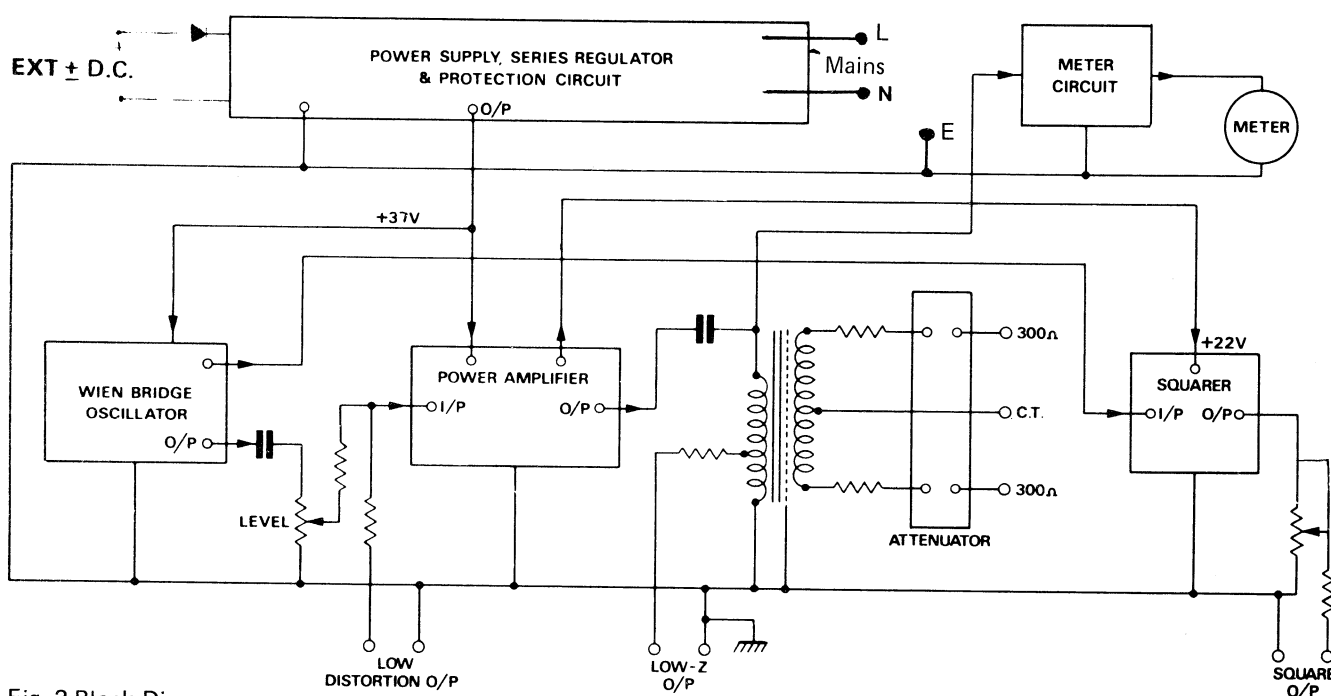 EXT ± D.C.
POWER SUPPLY, SERIES REGULATOR
& PROTECTION CIRCUIT
O/P
L
Mains
N
E
METER
CIRCUIT
METER
+37V
WIEN BRIDGE
OSCILLATOR
O/P
LEVEL
POWER AMPLIFIER
I/P
O/P
300Ω
C.T.
300Ω
ATTENUATOR
+22V
SQUARER
I/P
O/P
LOW
DISTORTION O/P
LOW-Z
O/P
SQUARE
O/P